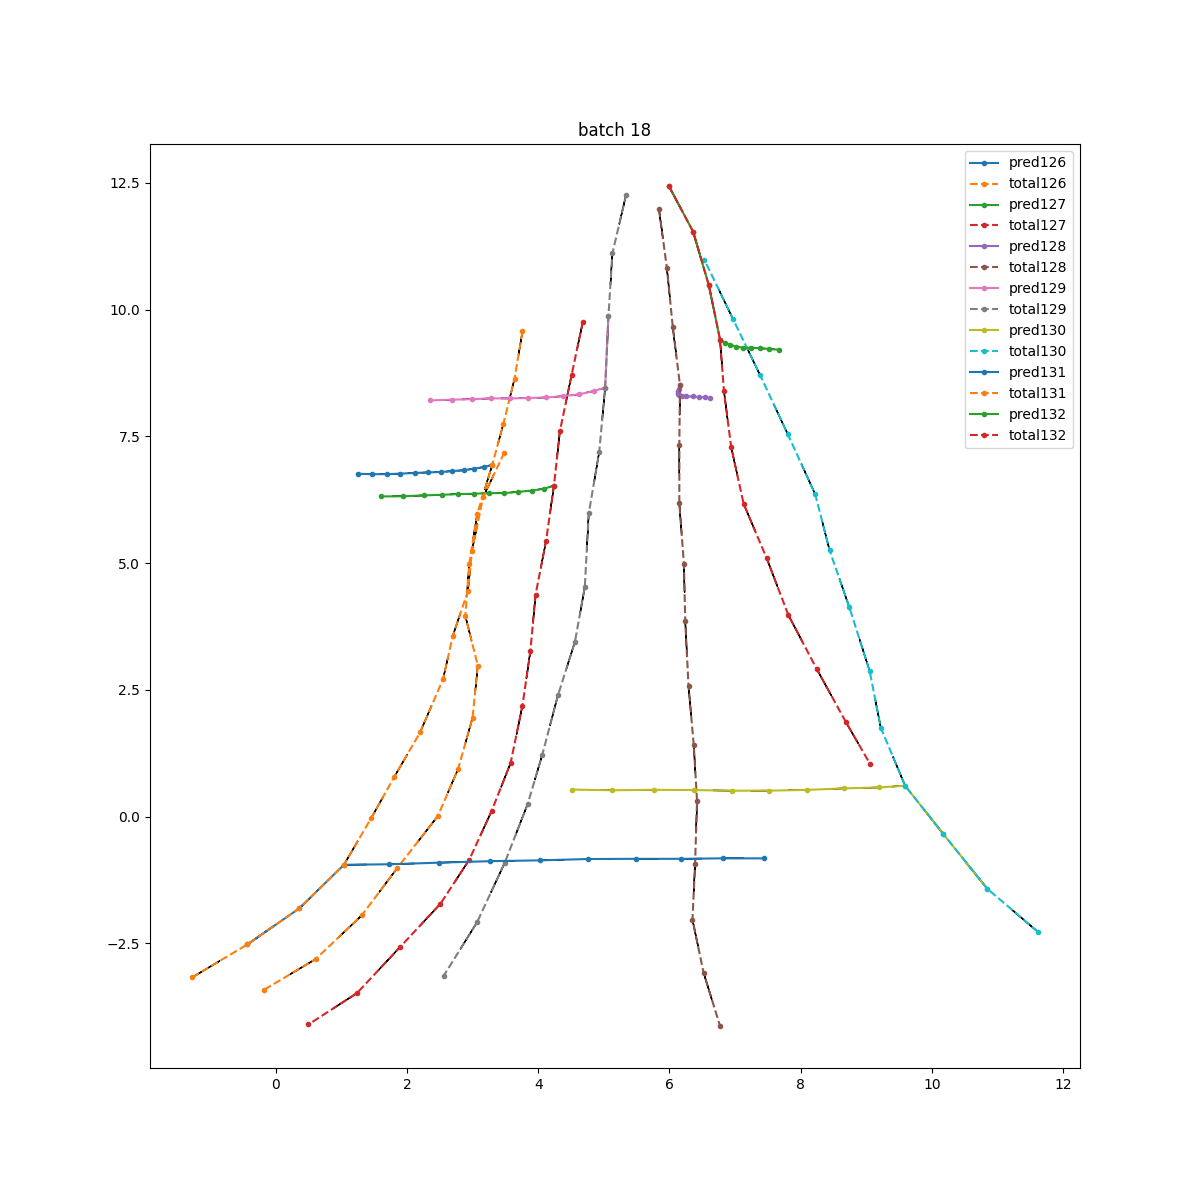 batch 18
pred126
total126
pred127
total127
pred128
total128
pred129
total129
pred130
total130
pred131
total131
pred132
total132
12.5
10.0
7.5
5.0
2.5
0.0
−2.5
0 2 4 6 8 10 12